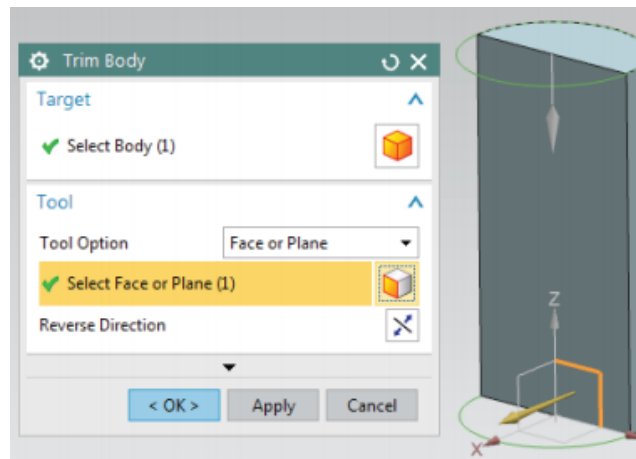 Trim Body
Target
Select Body (1)
Tool
Tool Option Face or Plane
Select Face or Plane (1)
Reverse Direction
< OK > Apply Cancel
Z
X